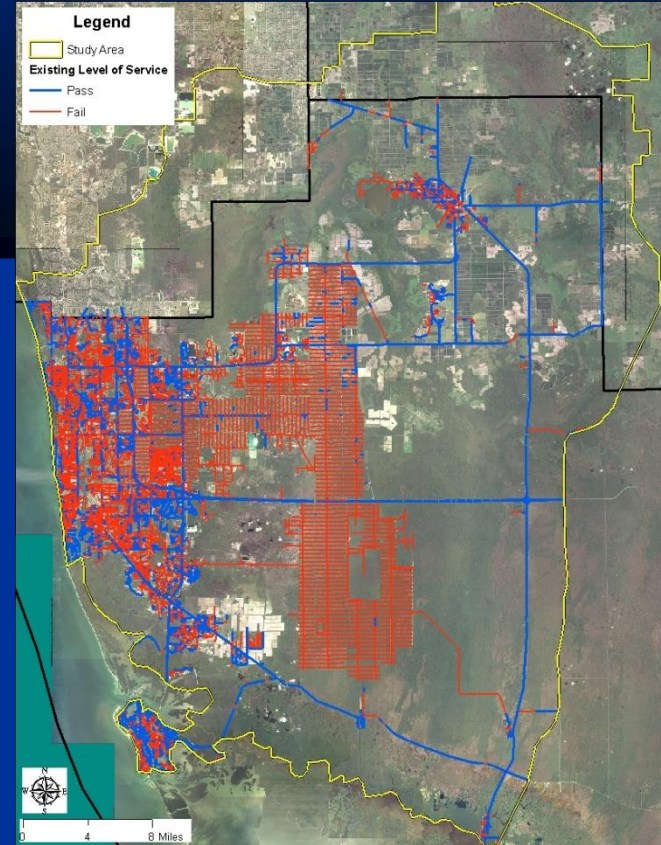 Legend
Study Area
Existing Level of Service
Pass
Fail
N
W E
S
0 4 8 Miles